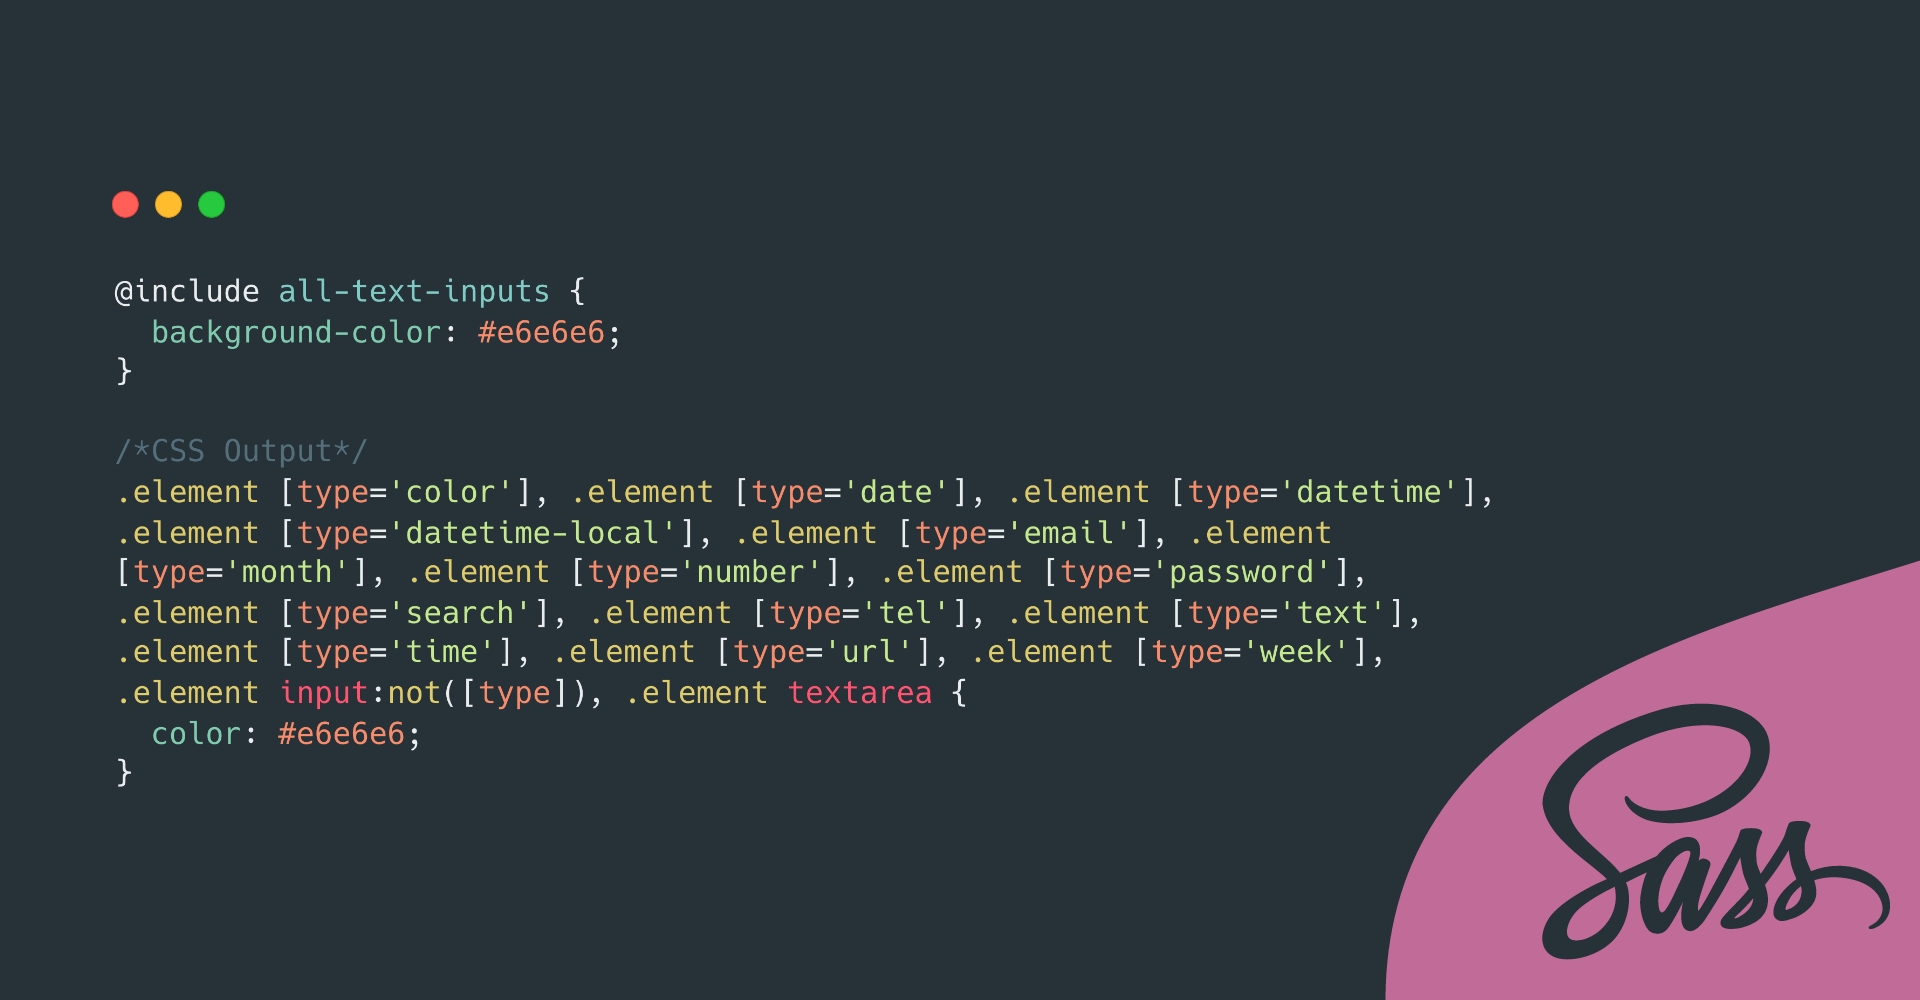 @include all-text-inputs {
  background-color: #e6e6e6;
}
/*CSS Output*/
.element [type='color'], .element [type='date'], .element [type='datetime'],
.element [type='datetime-local'], .element [type='email'], .element
[type='month'], .element [type='number'], .element [type='password'],
.element [type='search'], .element [type='tel'], .element [type='text'],
.element [type='time'], .element [type='url'], .element [type='week'],
.element input:not([type]), .element textarea {
  color: #e6e6e6;
}
Sass